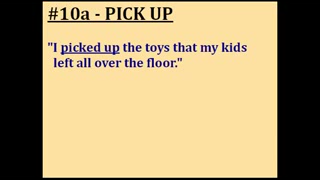 #10a - PICK UP
"I picked up the toys that my kids
left all over the floor."